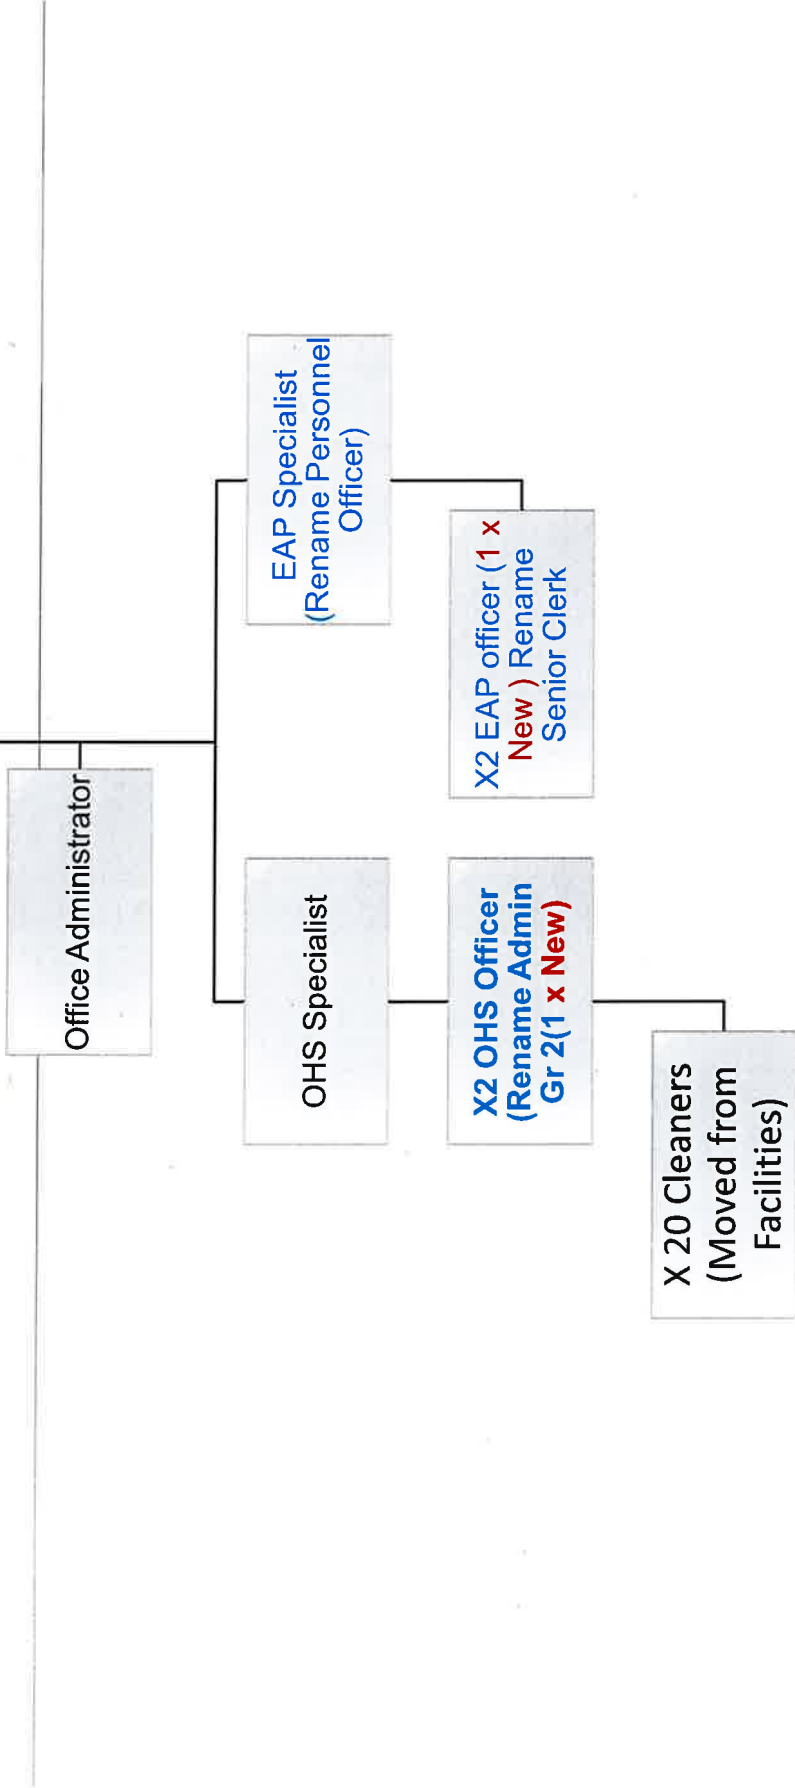 Office Administrator
OHS Specialist
EAP Specialist
(Rename Personnel
Officer)
X2 OHS Officer
(Rename Admin
Gr 2(1 x New)
X2 EAP officer (1 x
New ) Rename
Senior Clerk
X 20 Cleaners
(Moved from
Facilities)